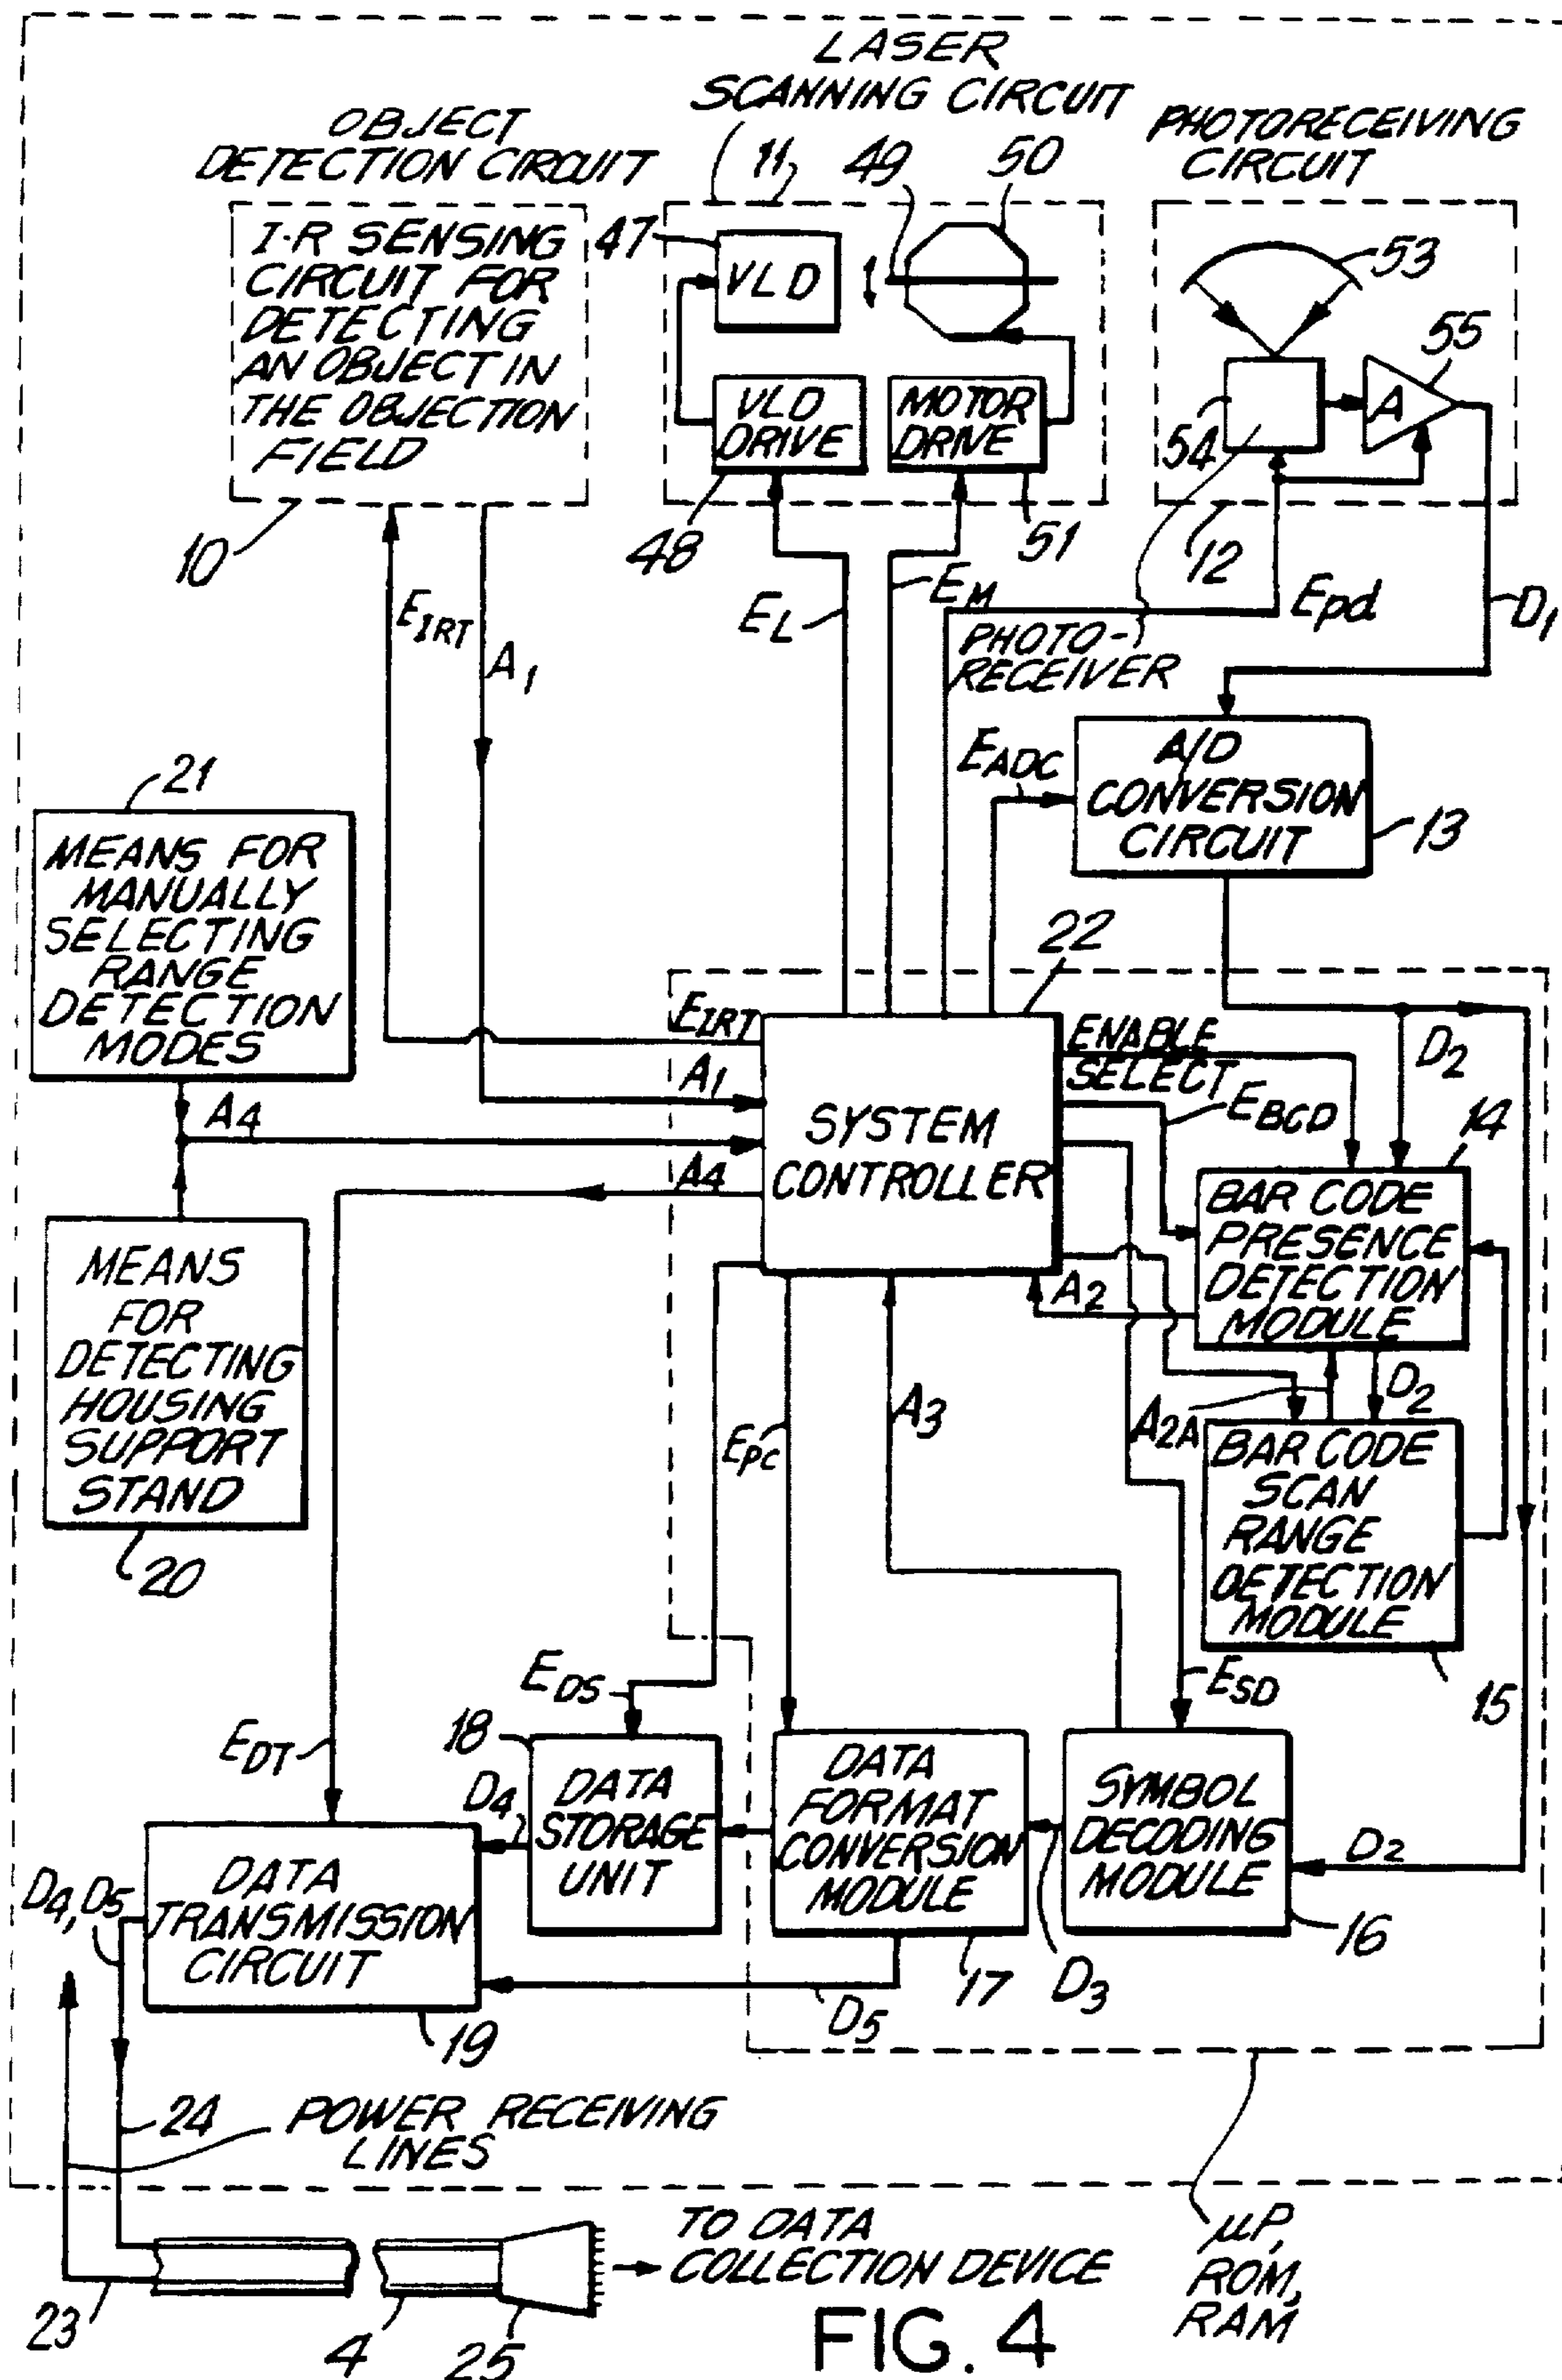 LASER
SCANNING CIRCUIT
OBJECT
DETECTION CIRCUIT
PHOTORECEIVING
CIRCUIT
11
49
50
I-R SENSING
CIRCUIT FOR
DETECTING
AN OBJECT IN
THE OBJECTION
FIELD
47
VLD
53
55
VLD
DRIVE
MOTOR
DRIVE
54
A
10
48
51
12
EIRT
A1
EL
EM
Epd
D1
PHOTO-
RECEIVER
21
EADC
A/D
CONVERSION
CIRCUIT
13
MEANS FOR
MANUALLY
SELECTING
RANGE
DETECTION
MODES
22
EIRT
ENABLE
SELECT
D2
A1
EBCD
14
A4
SYSTEM
CONTROLLER
A4
BAR CODE
PRESENCE
DETECTION
MODULE
MEANS
FOR
DETECTING
HOUSING
SUPPORT
STAND
A2
D2
A3
A2A
EPC
BAR CODE
SCAN
RANGE
DETECTION
MODULE
20
EDS
ESD
15
18
EDT
D4
DATA
STORAGE
UNIT
DATA
FORMAT
CONVERSION
MODULE
SYMBOL
DECODING
MODULE
D2
D4, D5
DATA
TRANSMISSION
CIRCUIT
16
17
D3
D5
19
24
POWER RECEIVING
LINES
TO DATA
COLLECTION DEVICE
μP,
ROM,
RAM
23
4
25
FIG. 4